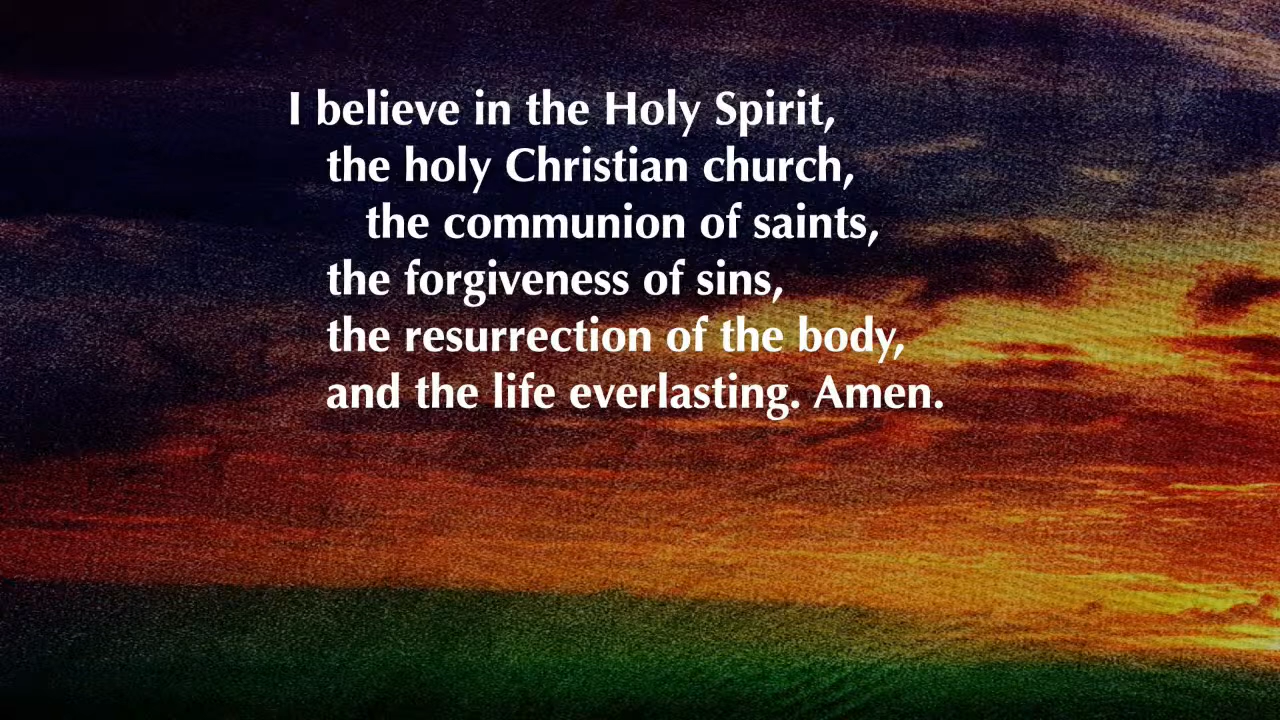 I believe in the Holy Spirit,
the holy Christian church,
the communion of saints,
the forgiveness of sins,
the resurrection of the body,
and the life everlasting. Amen.